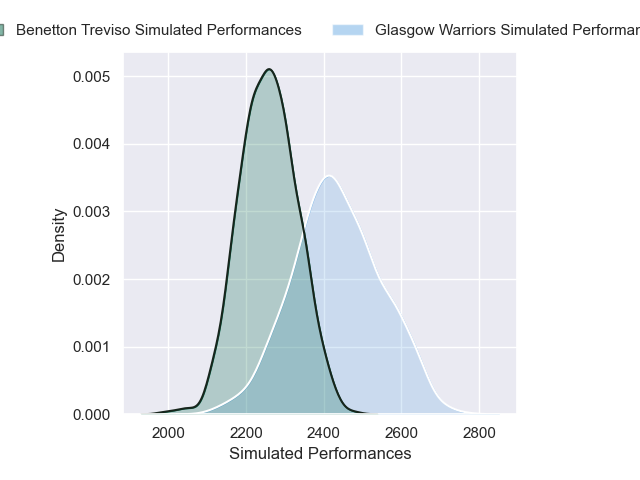 Benetton Treviso Simulated Performances
Glasgow Warriors Simulated
0.005
0.004
0.003
0.002
0.001
0.000
Density
2000 2200 2400 2600 2800
Simulated Performances